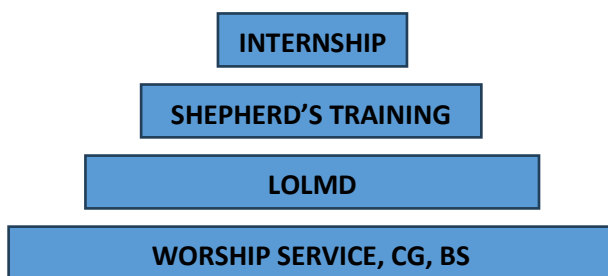 INTERNSHIP
SHEPHERD’S TRAINING
LOLMD
WORSHIP SERVICE, CG, BS